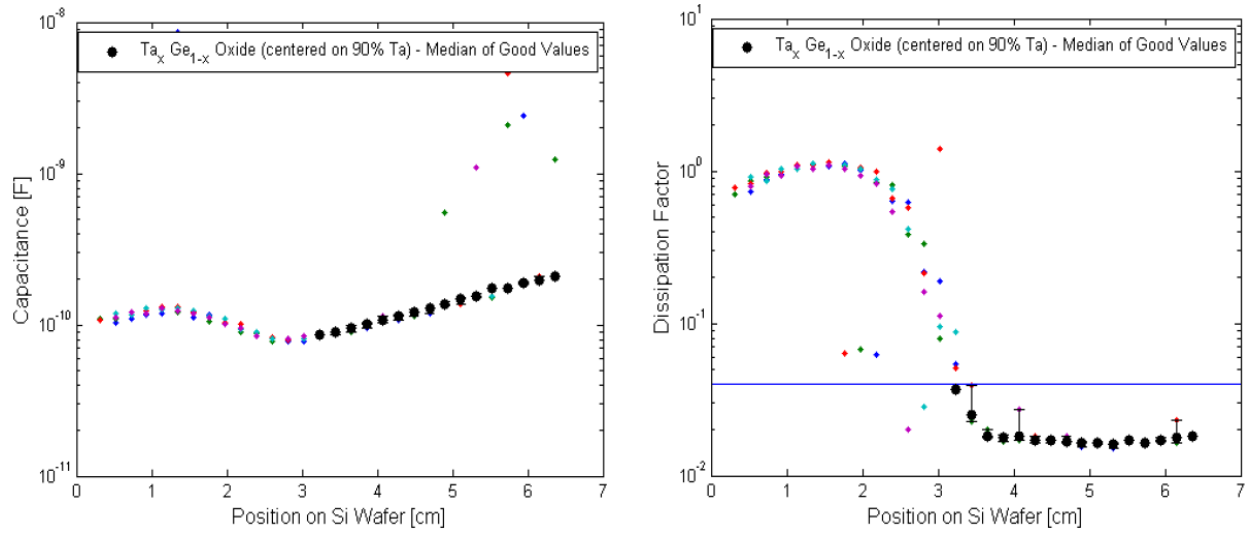 10^-8
Ta_x Ge_1-x Oxide (centered on 90% Ta) - Median of Good Values
10^-9
Capacitance [F]
10^-10
10^-11
0 1 2 3 4 5 6 7
Position on Si Wafer [cm]
10^1
Ta_x Ge_1-x Oxide (centered on 90% Ta) - Median of Good Values
10^0
Dissipation Factor
10^-1
10^-2
0 1 2 3 4 5 6 7
Position on Si Wafer [cm]